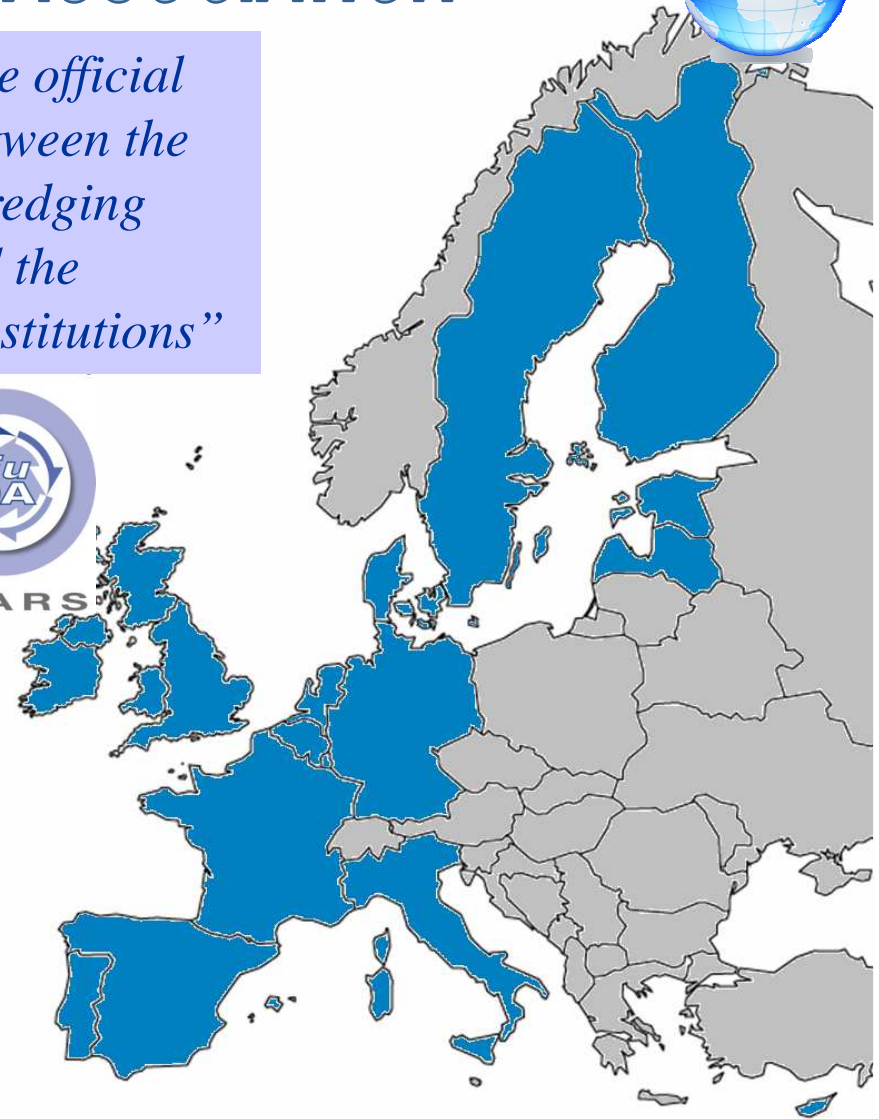 e official
ween the
redging
the
stitutions”
u
A
ARS